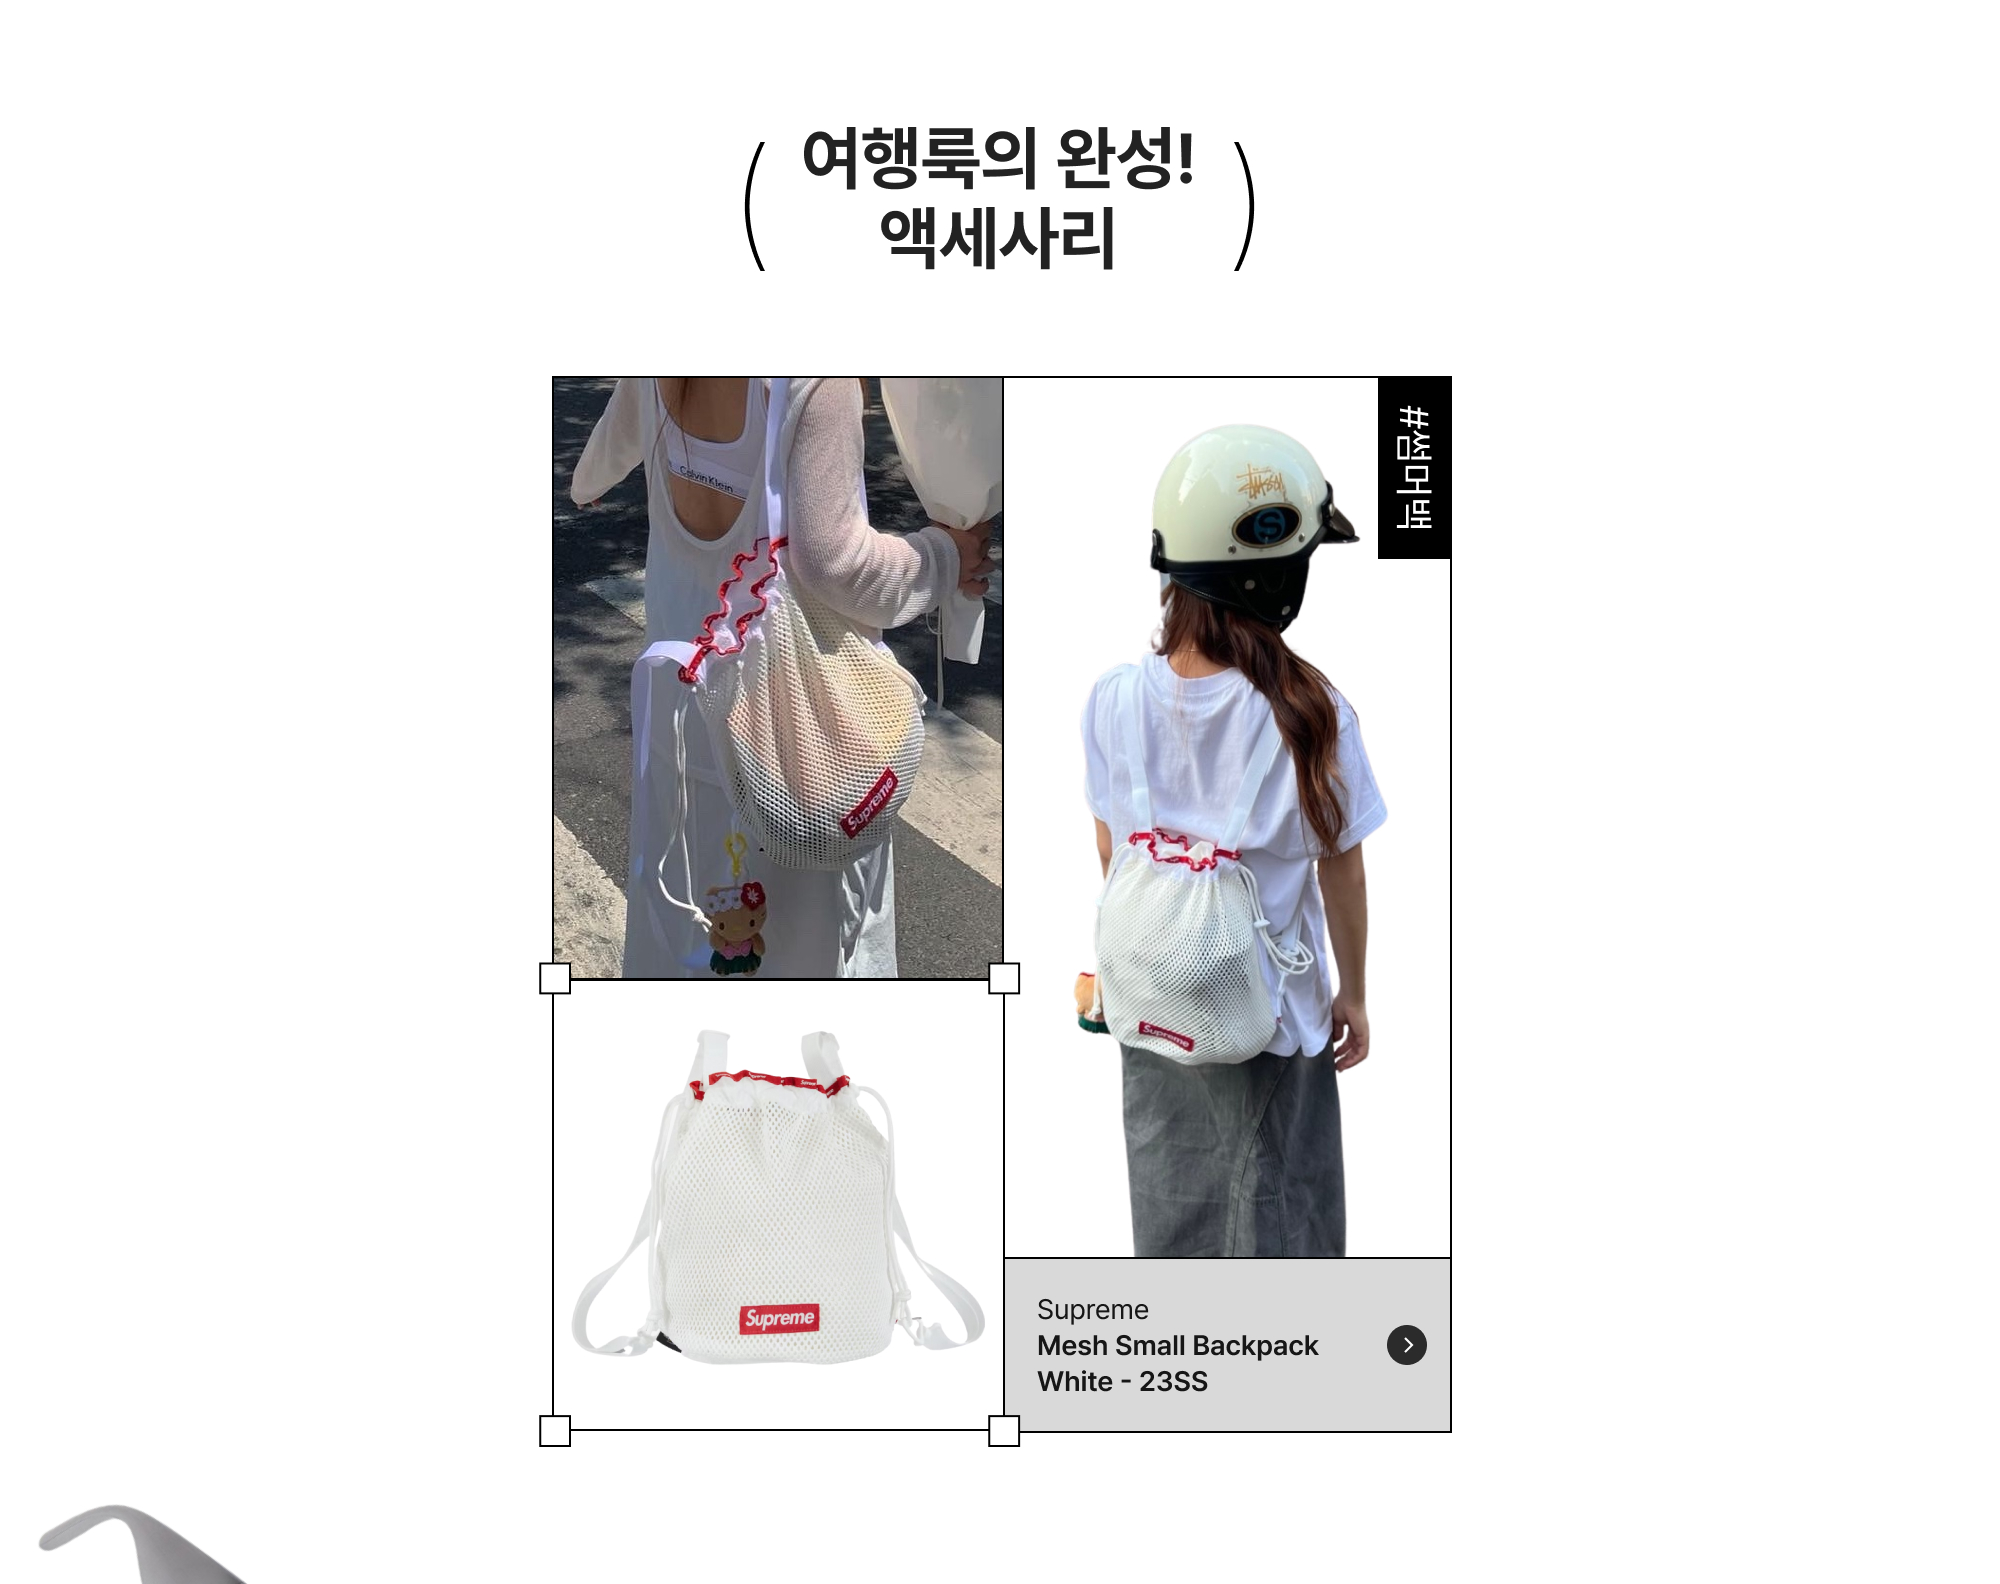 ( 여행룩의 완성!
액세사리 )
#썸머백
Calvin Klein
Supreme
STÜSSY
S
Supreme
Supreme
Supreme
Mesh Small Backpack
White - 23SS